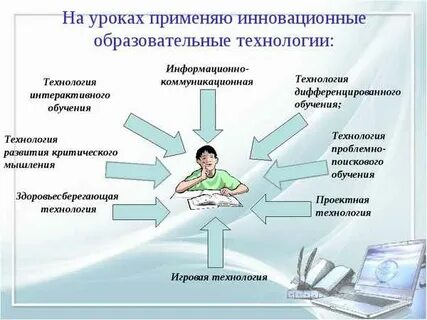 На уроках применяю инновационные
образовательные технологии:
Информационно-
коммуникационная
Технология
интерактивного
обучения
Технология
дифференцированного
обучения;
Технология
развития критического
мышления
Технология
проблемно-
поискового
обучения
Здоровьесберегающая
технология
Проектная
технология
Игровая технология